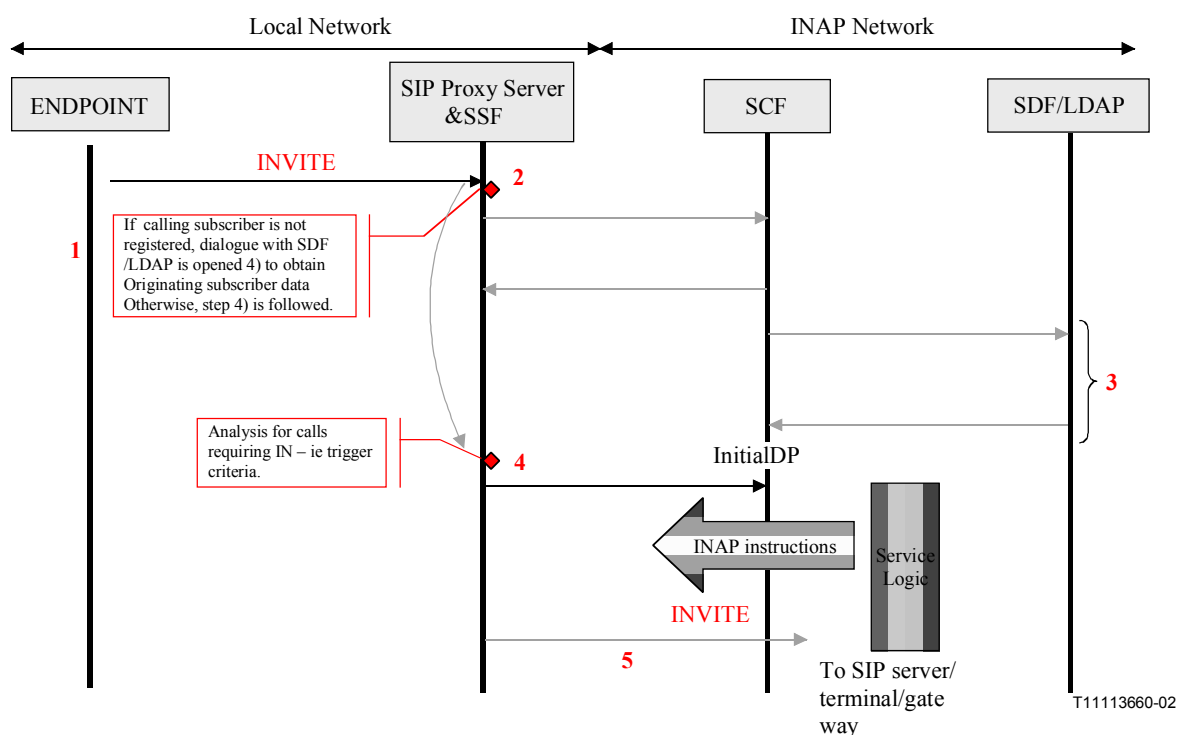 Local Network
INAP Network
ENDPOINT
SIP Proxy Server
&SSF
SCF
SDF/LDAP
INVITE
2
1
If calling subscriber is not
registered, dialogue with SDF
/LDAP is opened 4) to obtain
Originating subscriber data
Otherwise, step 4) is followed.
3
Analysis for calls
requiring IN – ie trigger
criteria.
4
InitialDP
INAP instructions
Service
Logic
INVITE
5
To SIP server/
terminal/gate
way
T11113660-02